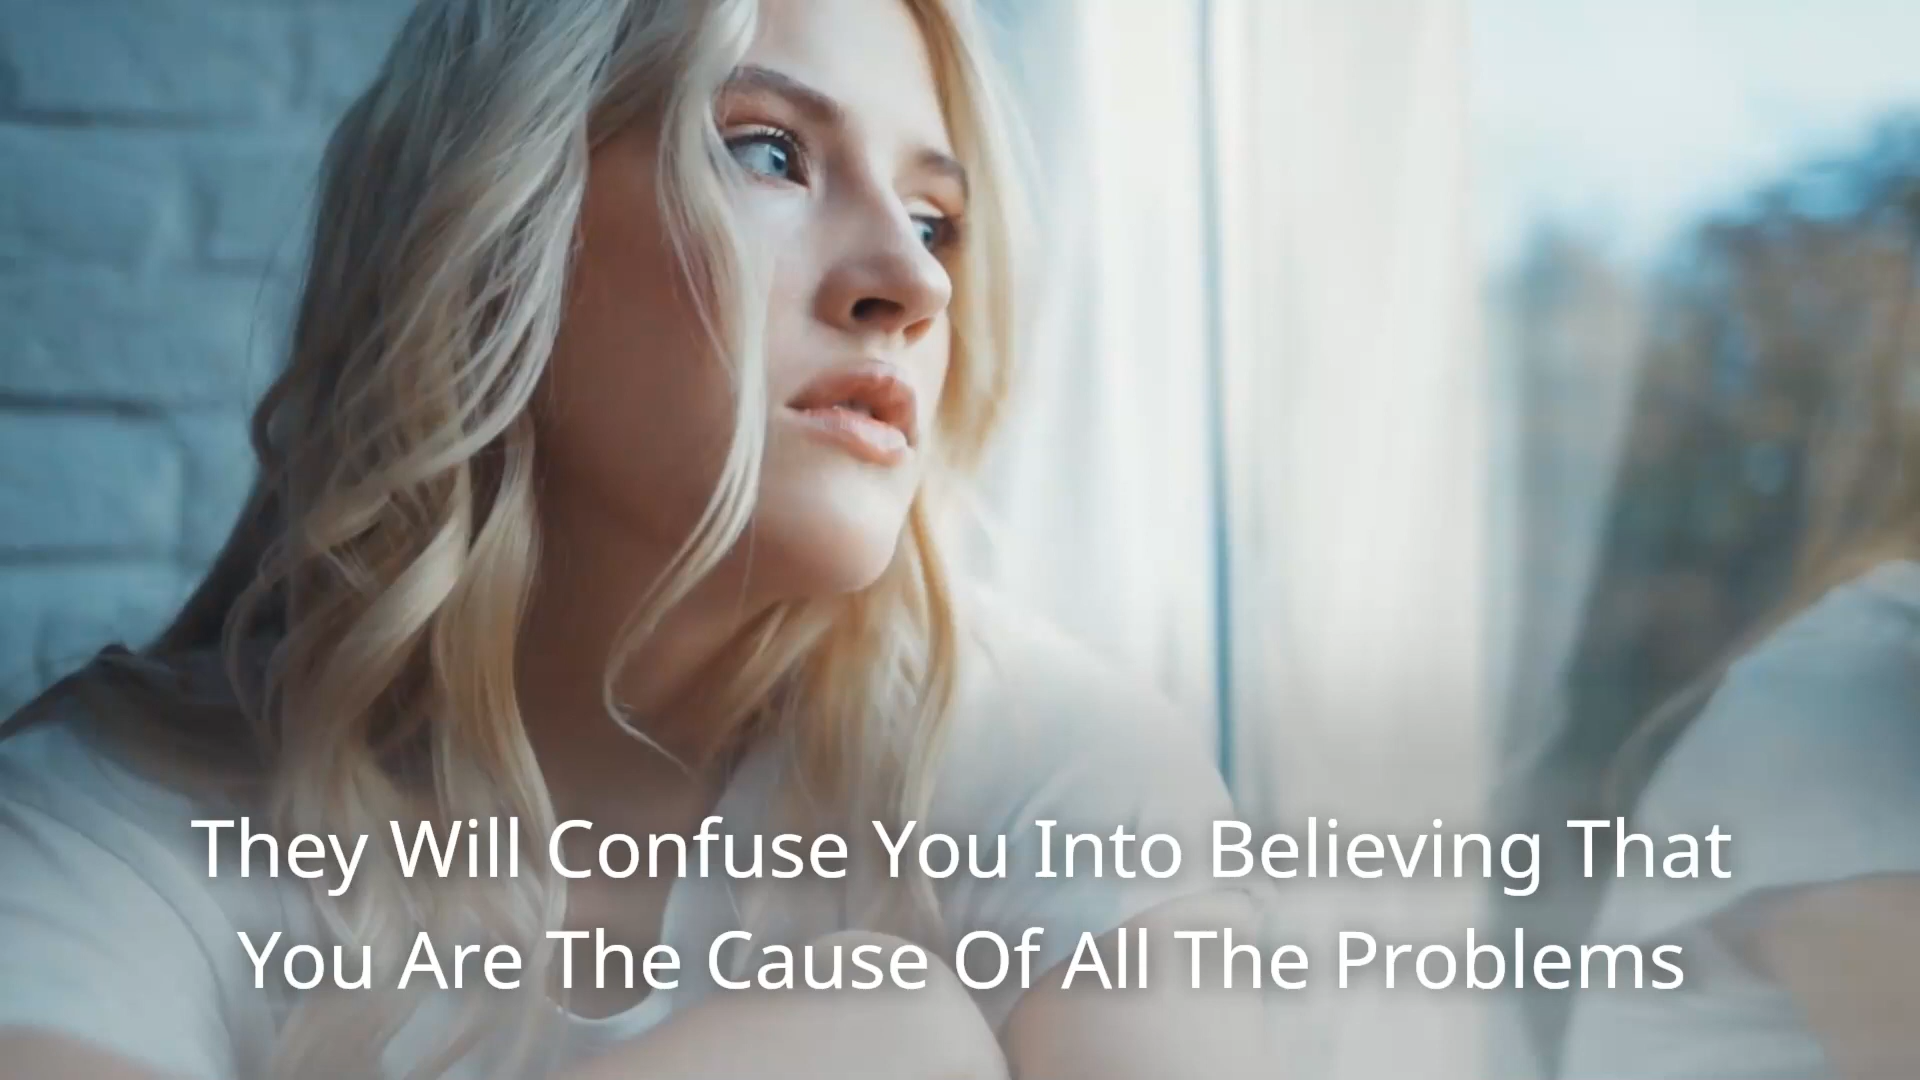 They Will Confuse You Into Believing That
You Are The Cause Of All The Problems